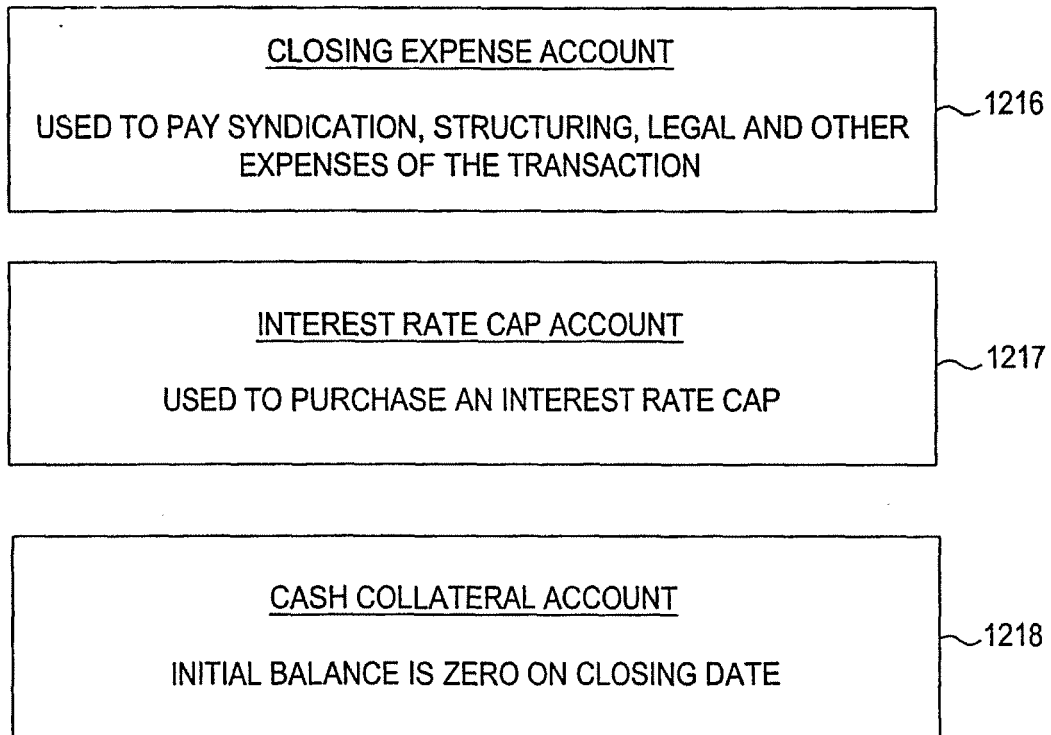 CLOSING EXPENSE ACCOUNT
USED TO PAY SYNDICATION, STRUCTURING, LEGAL AND OTHER
EXPENSES OF THE TRANSACTION
1216
INTEREST RATE CAP ACCOUNT
USED TO PURCHASE AN INTEREST RATE CAP
1217
CASH COLLATERAL ACCOUNT
INITIAL BALANCE IS ZERO ON CLOSING DATE
1218